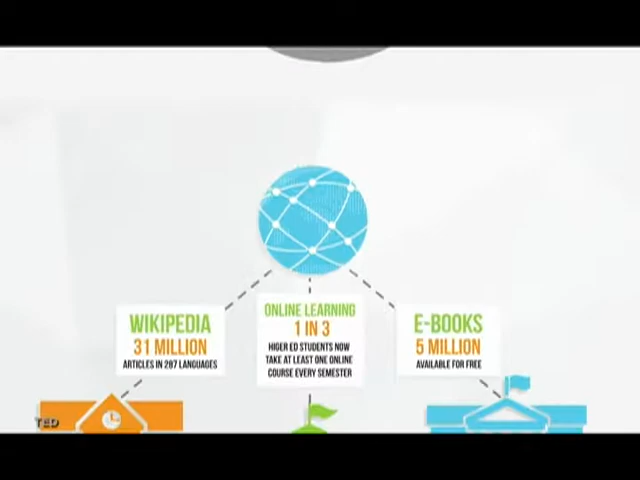 WIKIPEDIA
31 MILLION
ARTICLES IN 287 LANGUAGES
ONLINE LEARNING
1 IN 3
HIGER ED STUDENTS NOW
TAKE AT LEAST ONE ONLINE
COURSE EVERY SEMESTER
E-BOOKS
5 MILLION
AVAILABLE FOR FREE
TED